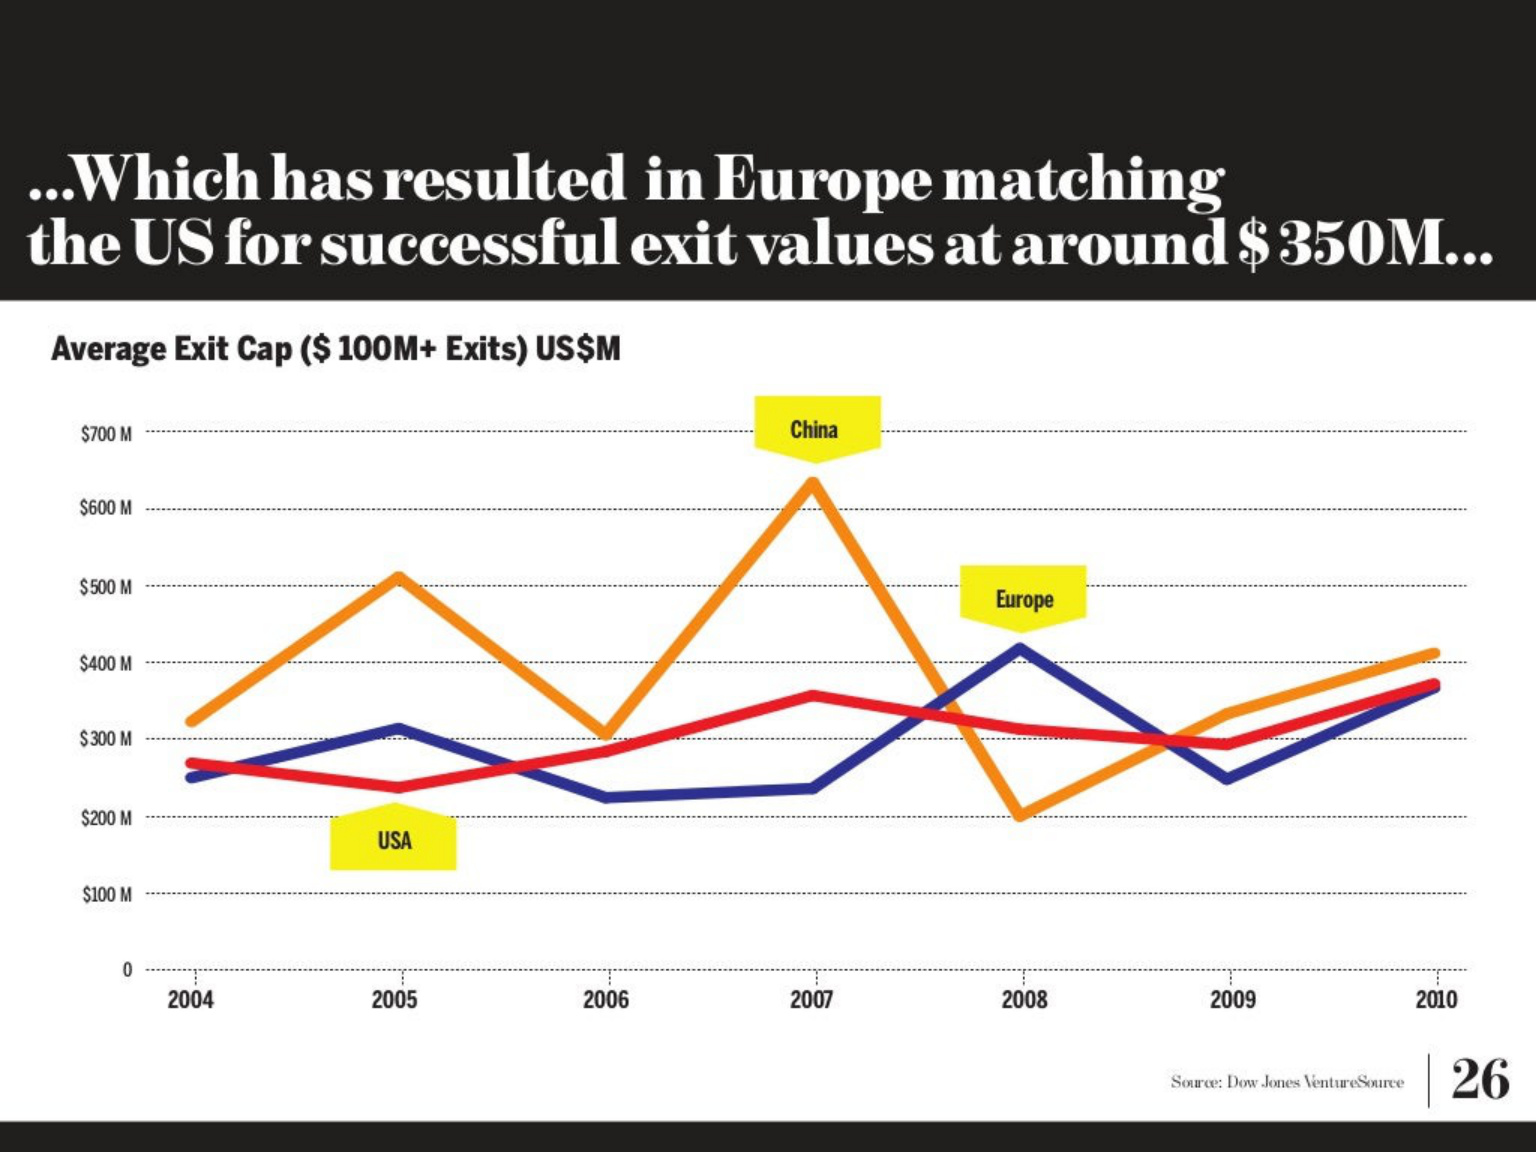 ...Which has resulted in Europe matching
the US for successful exit values at around $ 350M...
Average Exit Cap ($ 100M+ Exits) US$M
$700 M
$600 M
$500 M
$400 M
$300 M
$200 M
$100 M
0
China
Europe
USA
2004 2005 2006 2007 2008 2009 2010
Source: Dow Jones VentureSource
26